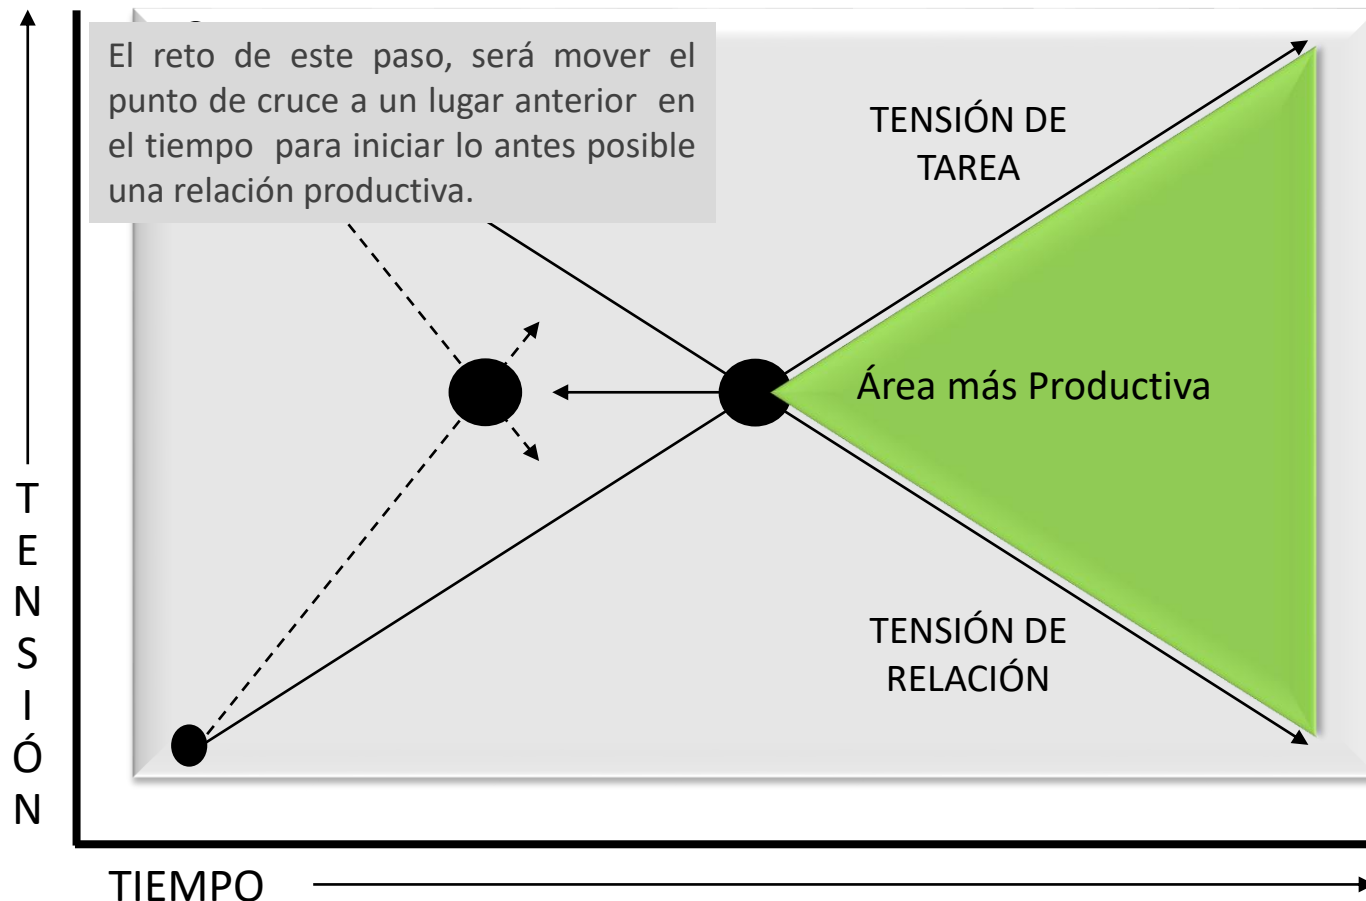 El reto de este paso, será mover el
punto de cruce a un lugar anterior en
el tiempo para iniciar lo antes posible
una relación productiva.
TENSIÓN DE
TAREA
Área más Productiva
TENSIÓN DE
RELACIÓN
T
E
N
S
I
Ó
N
TIEMPO